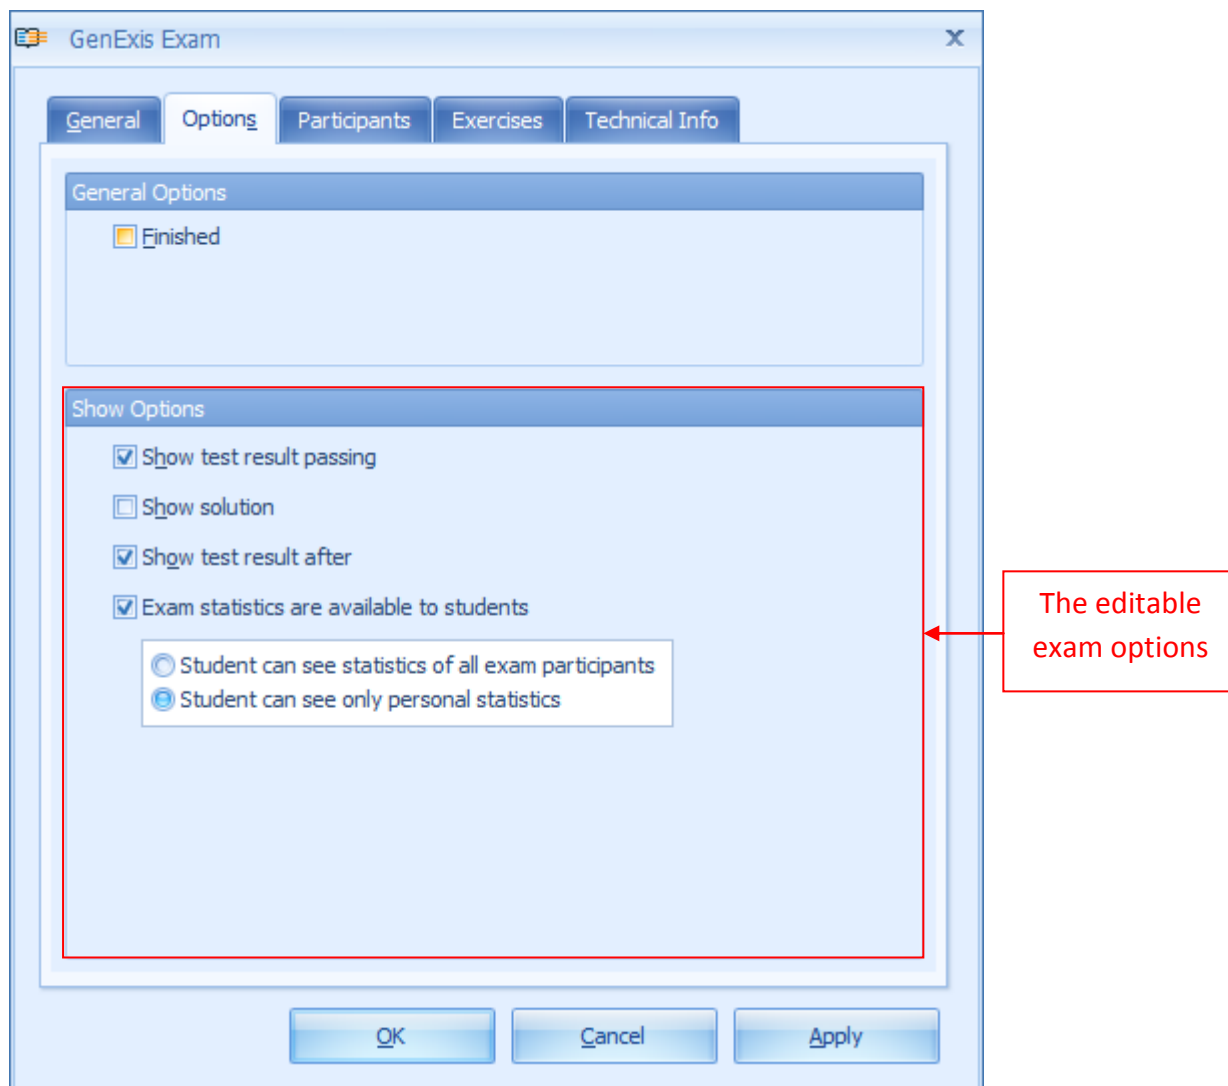 GenExis Exam
General Options Participants Exercises Technical Info
General Options
Finished
Show Options
Show test result passing
Show solution
Show test result after
Exam statistics are available to students
Student can see statistics of all exam participants
Student can see only personal statistics
The editable
exam options
OK Cancel Apply